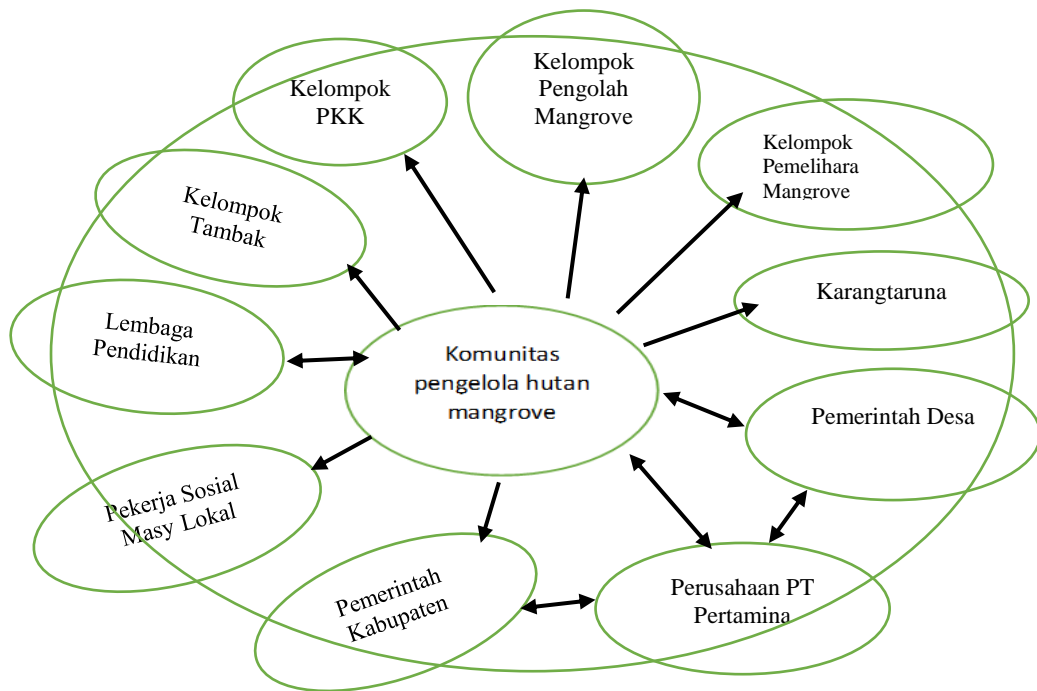 Kelompok
PKK
Kelompok
Pengolah
Mangrove
Kelompok
Pemelihara
Mangrove
Kelompok
Tambak
Karangtaruna
Lembaga
Pendidikan
Komunitas
pengelola hutan
mangrove
Pemerintah Desa
Pekerja Sosial
Masy Lokal
Pemerintah
Kabupaten
Perusahaan PT
Pertamina